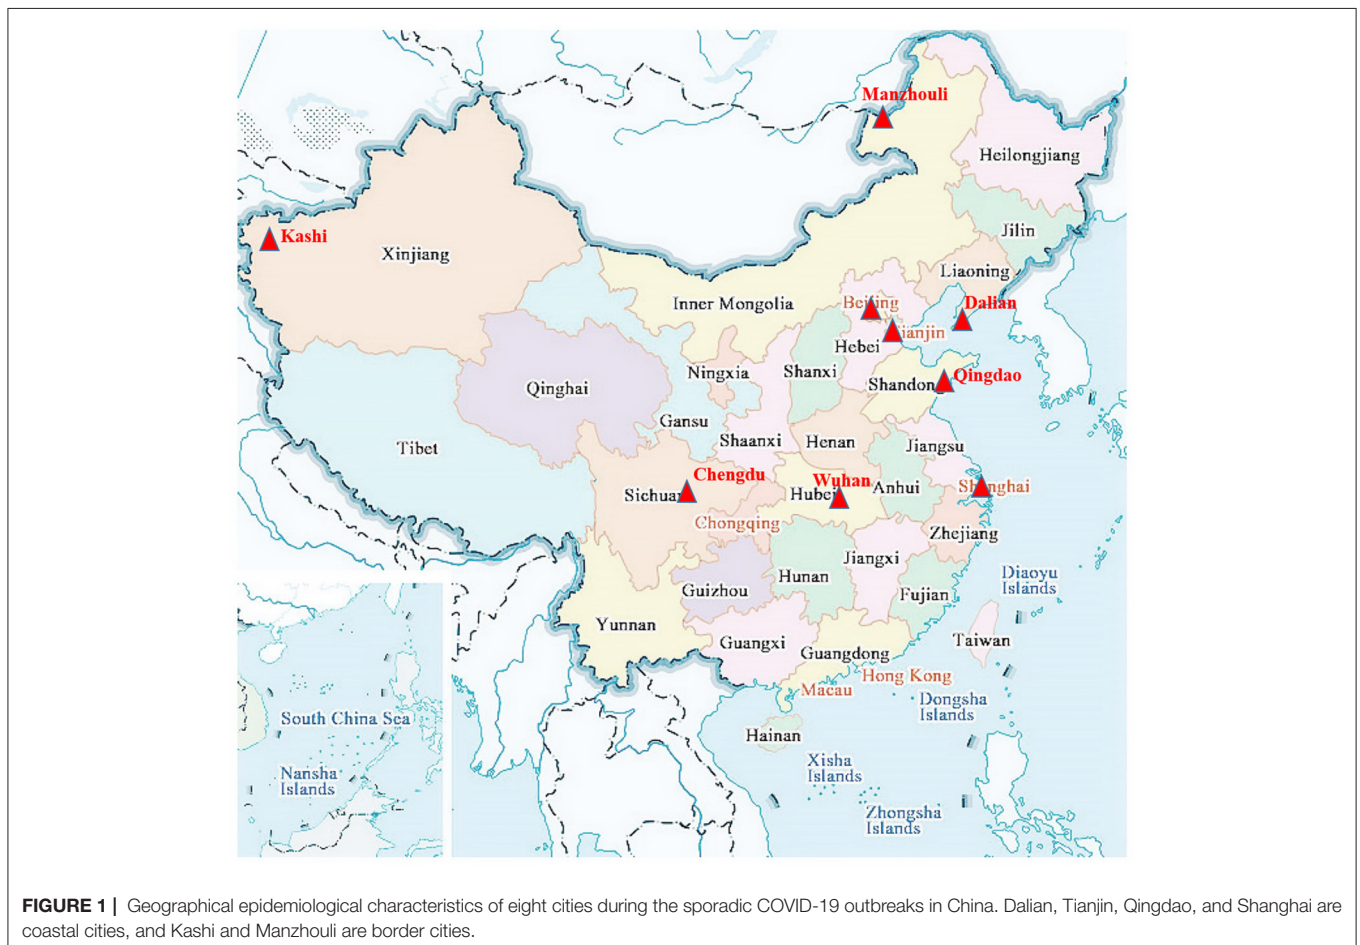 Manzhouli
Heilongjiang
Jilin
Kashi
Xinjiang
Liaoning
Inner Mongolia
Beijing
Dalian
Tianjin
Hebei
Ningxia
Shanxi
Qingdao
Shandong
Qinghai
Gansu
Shaanxi
Henan
Jiangsu
Tibet
Chengdu
Wuhan
Sichuan
Hubei
Anhui
Shanghai
Chongqing
Zhejiang
Jiangxi
Hunan
Guizhou
Fujian
Diaoyu
Islands
Yunnan
Guangxi
Guangdong
Taiwan
Hong Kong
Macau
Dongsha
Islands
South China Sea
Hainan
Xisha
Islands
Nansha
Islands
Zhongsha
Islands
FIGURE 1 | Geographical epidemiological characteristics of eight cities during the sporadic COVID-19 outbreaks in China. Dalian, Tianjin, Qingdao, and Shanghai are
coastal cities, and Kashi and Manzhouli are border cities.